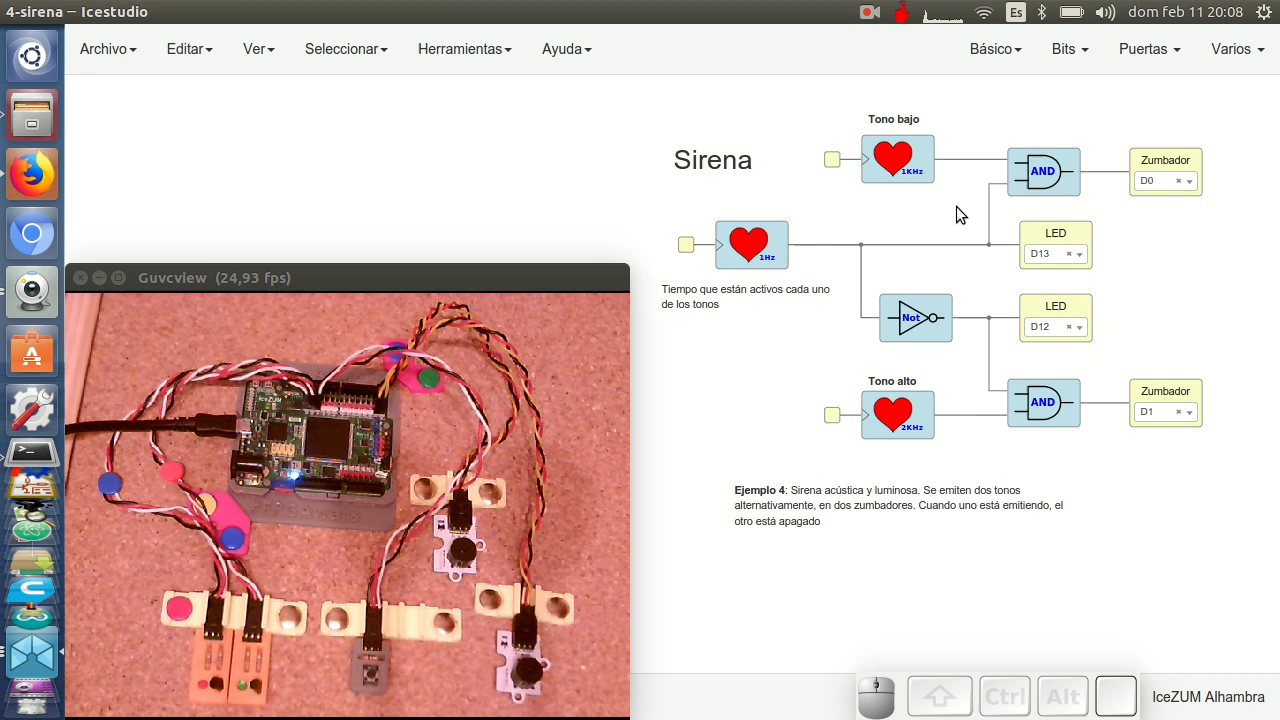 4-sirena – Icestudio
Es
dom feb 11 20:08
Archivo
Editar
Ver
Seleccionar
Herramientas
Ayuda
Básico
Bits
Puertas
Varios
Tono bajo
Sirena
1KHz
AND
Zumbador
D0
1Hz
LED
D13
Tiempo que están activos cada uno
de los tonos
Not
LED
D12
Tono alto
2KHz
AND
Zumbador
D1
Ejemplo 4: Sirena acústica y luminosa. Se emiten dos tonos
alternativamente, en dos zumbadores. Cuando uno está emitiendo, el
otro está apagado
Guvcview (24,93 fps)
IceZUM
Ctrl
Alt
IceZUM Alhambra